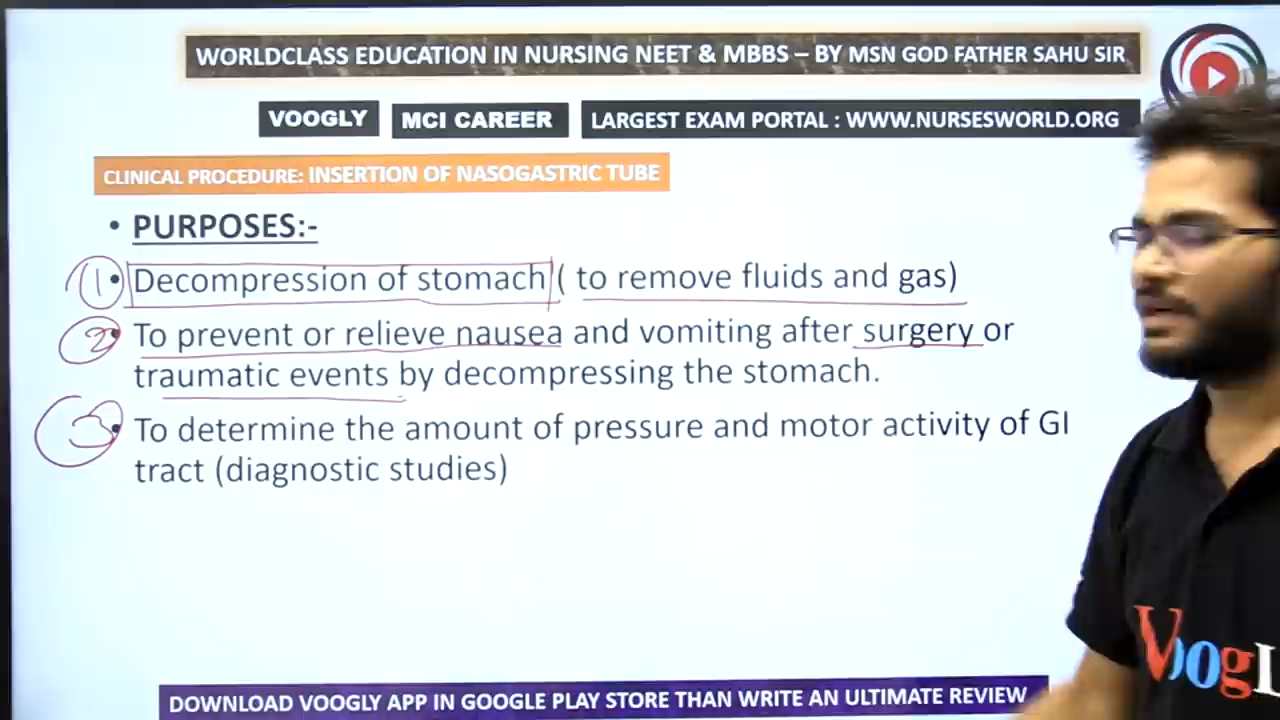 WORLDCLASS EDUCATION IN NURSING NEET & MBBS – BY MSN GOD FATHER SAHU SIR
VOOGLY
MCI CAREER
LARGEST EXAM PORTAL : WWW.NURSESWORLD.ORG
CLINICAL PROCEDURE: INSERTION OF NASOGASTRIC TUBE
• PURPOSES:-
1 • Decompression of stomach ( to remove fluids and gas)
2 • To prevent or relieve nausea and vomiting after surgery or
traumatic events by decompressing the stomach.
3 • To determine the amount of pressure and motor activity of GI
tract (diagnostic studies)
VoogL
DOWNLOAD VOOGLY APP IN GOOGLE PLAY STORE THAN WRITE AN ULTIMATE REVIEW